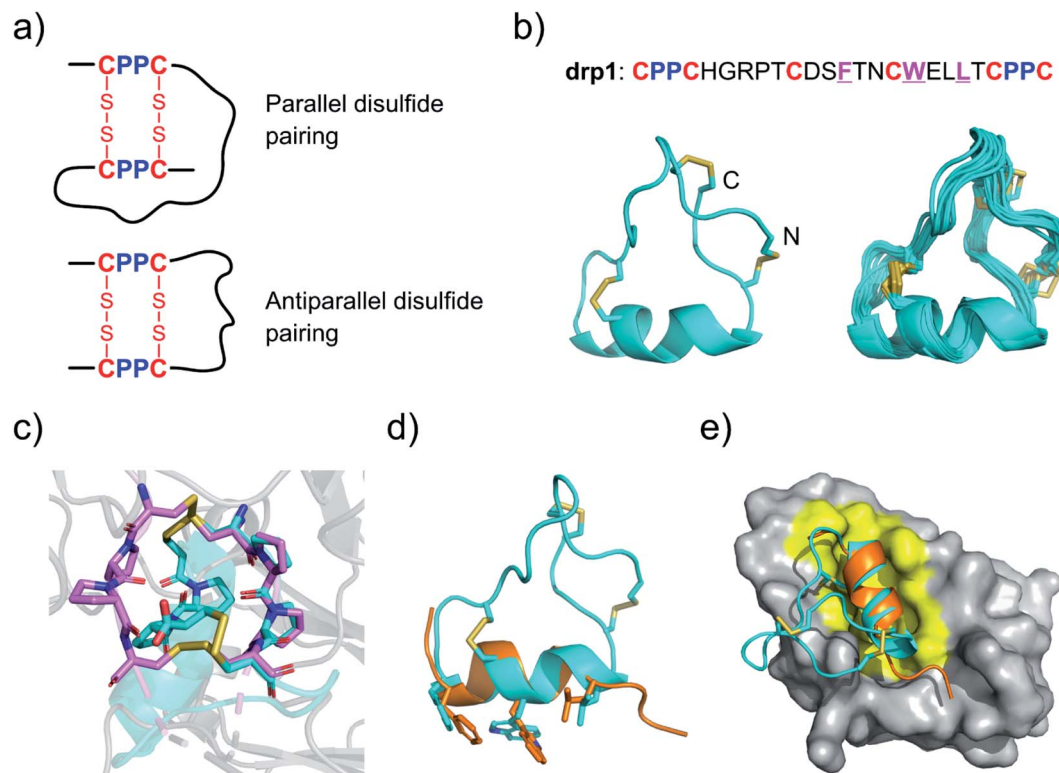 a)
CPPC
S S
S S
CPPC
Parallel disulfide
pairing
CPPC
S S
S S
CPPC
Antiparallel disulfide
pairing
b)
drp1: CPPCHGRPTCDSFTNCWELLTCPPC
C
N
c)
d)
e)